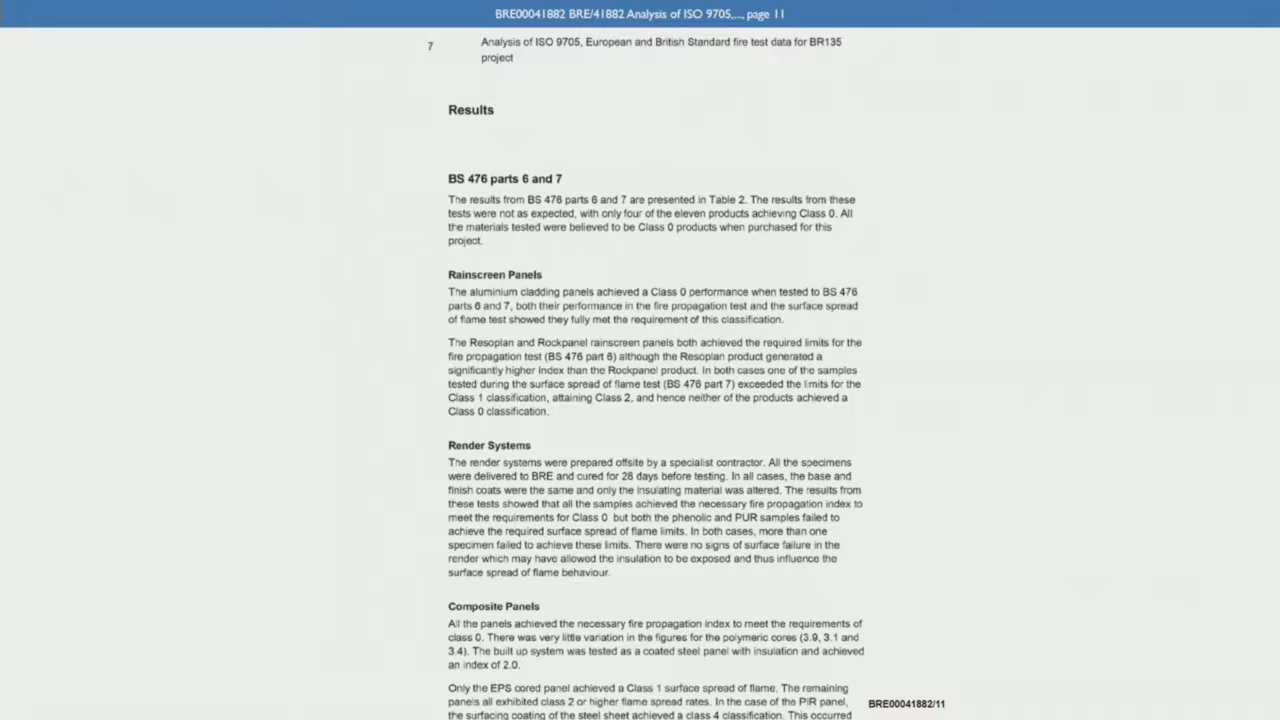 BRE00041882 BRE/41882 Analysis of ISO 9705,..., page 11
7
Analysis of ISO 9705, European and British Standard fire test data for BR135
project
Results
BS 476 parts 6 and 7
The results from BS 476 parts 6 and 7 are presented in Table 2. The results from these
tests were not as expected, with only four of the eleven products achieving Class 0. All
the materials tested were believed to be Class 0 products when purchased for this
project.
Rainscreen Panels
The aluminium cladding panels achieved a Class 0 performance when tested to BS 476
parts 6 and 7, both their performance in the fire propagation test and the surface spread
of flame test showed they fully met the requirement of this classification.
The Resoplan and Rockpanel rainscreen panels both achieved the required limits for the
fire propagation test (BS 476 part 6) although the Resoplan product generated a
significantly higher Index than the Rockpanel product. In both cases one of the samples
tested during the surface spread of flame test (BS 476 part 7) exceeded the limits for the
Class 1 classification, attaining Class 2, and hence neither of the products achieved a
Class 0 classification.
Render Systems
The render systems were prepared offsite by a specialist contractor. All the specimens
were delivered to BRE and cured for 28 days before testing. In all cases, the base and
finish coats were the same and only the insulating material was altered. The results from
these tests showed that all the samples achieved the necessary fire propagation index to
meet the requirements for Class 0 but both the phenolic and PUR samples failed to
achieve the required surface spread of flame limits. In both cases, more than one
specimen failed to achieve these limits. There were no signs of surface failure in the
render which may have allowed the insulation to be exposed and thus influence the
surface spread of flame behaviour.
Composite Panels
All the panels achieved the necessary fire propagation index to meet the requirements of
class 0. There was very little variation in the figures for the polymeric cores (3.9, 3.1 and
3.4). The built up system was tested as a coated steel panel with insulation and achieved
an index of 2.0.
Only the EPS cored panel achieved a Class 1 surface spread of flame. The remaining
panels all exhibited class 2 or higher flame spread rates. In the case of the PIR panel,
the surfacing coating of the steel sheet achieved a class 4 classification. This occurred
BRE00041882/11